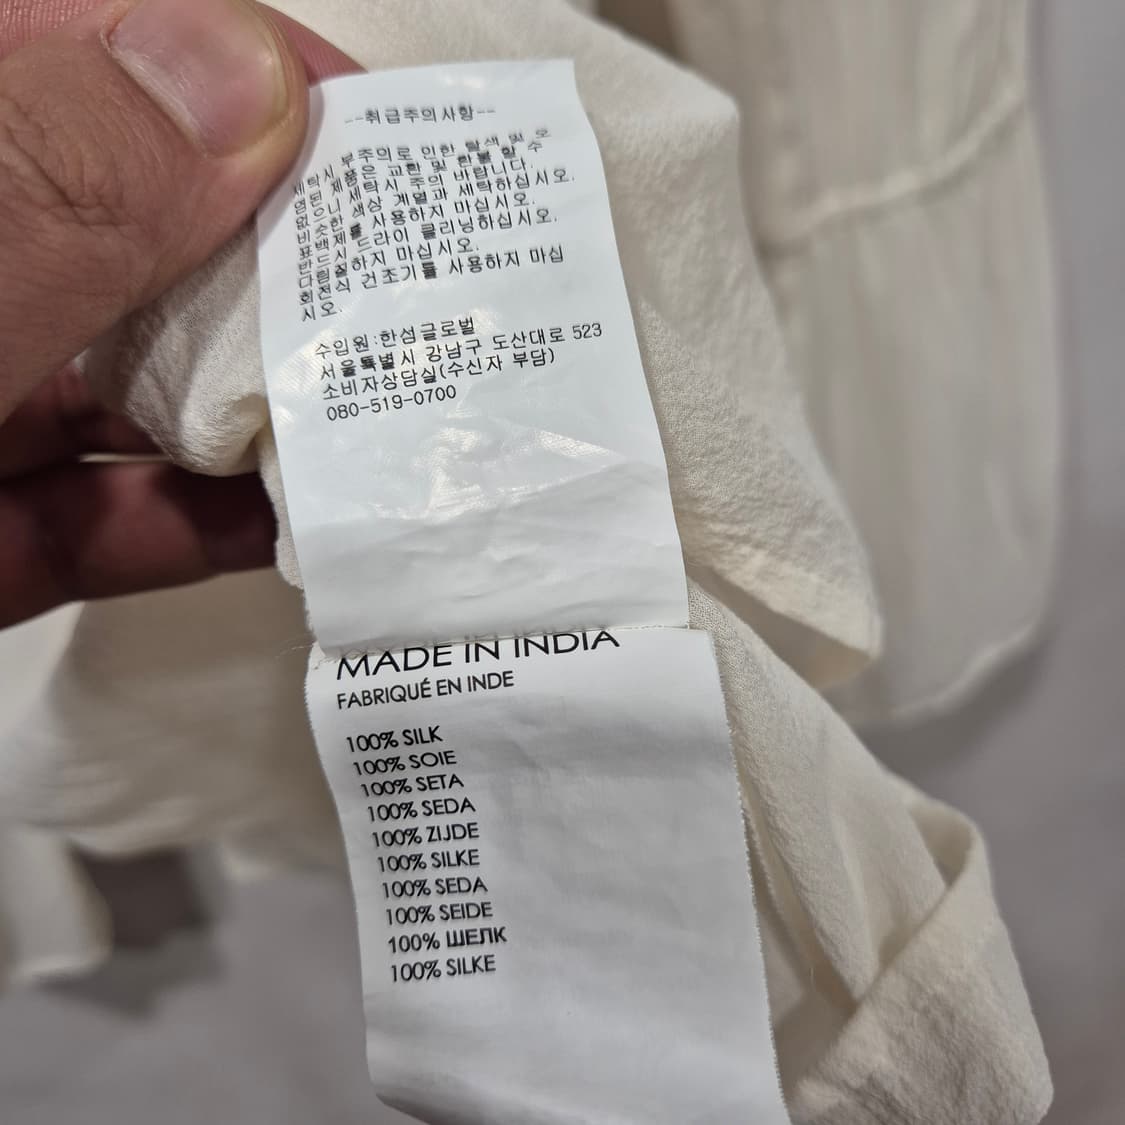 --취급주의사항--
세탁시 부주의로 인한 탈색 및 오
염된 제품은 교환 및 환불 할 수
없으니 세탁시 주의 바랍니다.
비슷한 색상 계열과 세탁하십시오.
표백제를 사용하지 마십시오.
반드시 드라이 클리닝하십시오.
다림질하지 마십시오.
회전식 건조기를 사용하지 마십
시오.
수입원:한섬글로벌
서울특별시 강남구 도산대로 523
소비자상담실(수신자 부담)
080-519-0700
MADE IN INDIA
FABRIQUÉ EN INDE
100% SILK
100% SOIE
100% SETA
100% SEDA
100% ZIJDE
100% SILKE
100% SEDA
100% SEIDE
100% ШЕЛК
100% SILKE